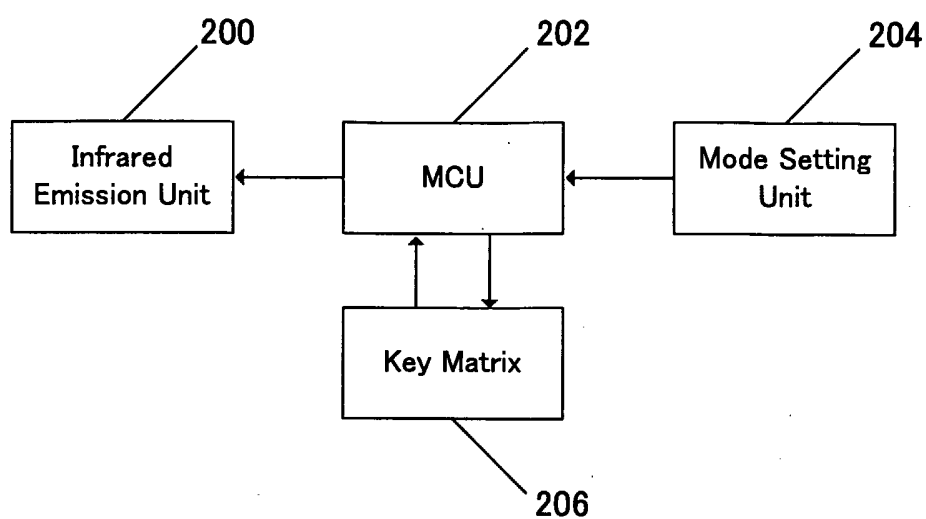 200
202
204
Infrared
Emission Unit
MCU
Mode Setting
Unit
Key Matrix
206